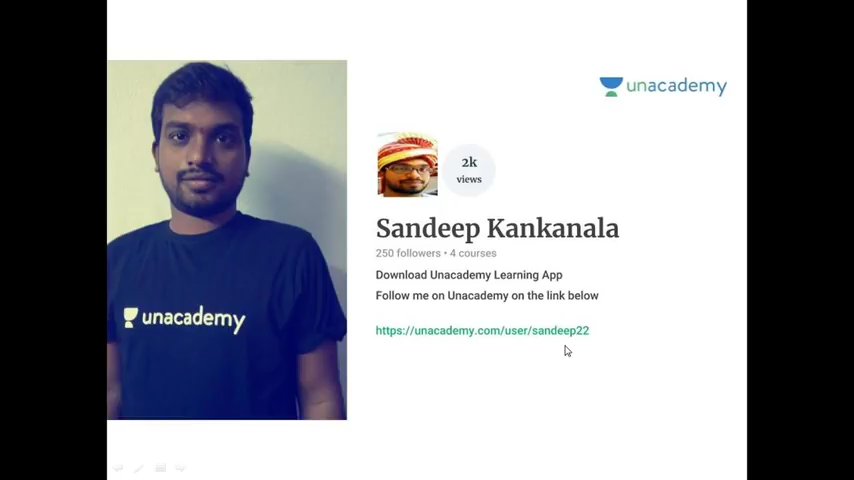 unacademy
2k
views
Sandeep Kankanala
250 followers • 4 courses
Download Unacademy Learning App
Follow me on Unacademy on the link below
unacademy
https://unacademy.com/user/sandeep22